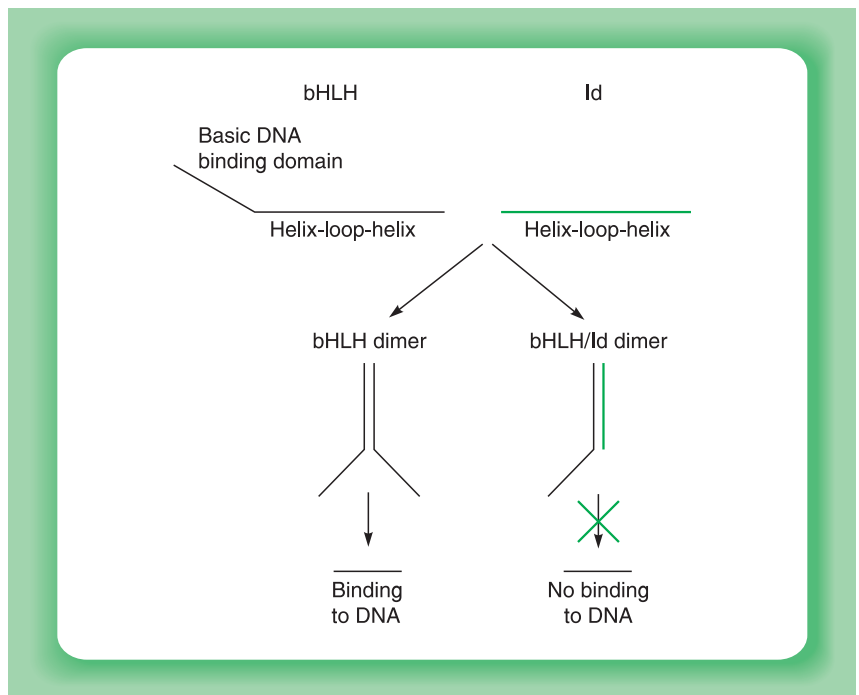 bHLH
Id
Basic DNA
binding domain
Helix-loop-helix
Helix-loop-helix
bHLH dimer
bHLH/Id dimer
Binding
to DNA
No binding
to DNA